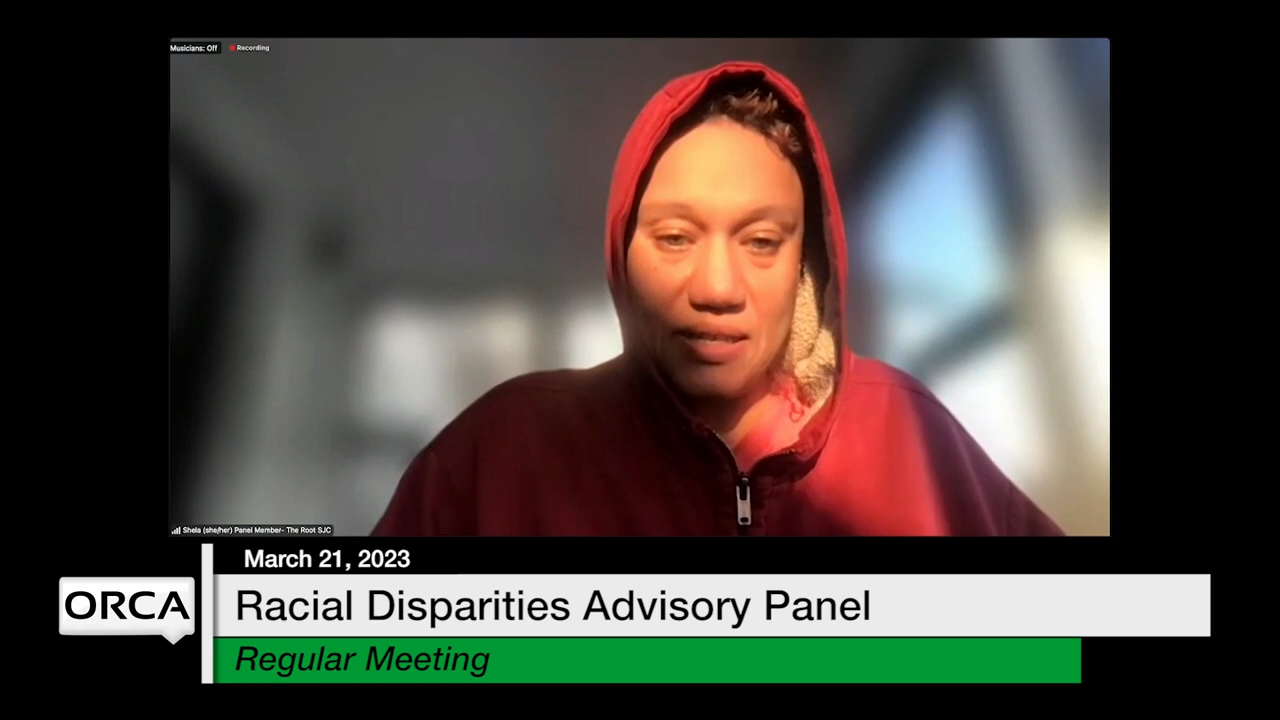 Musicians: Off
Recording
Shela (she/her) Panel Member- The Root SJC
March 21, 2023
ORCA
Racial Disparities Advisory Panel
Regular Meeting